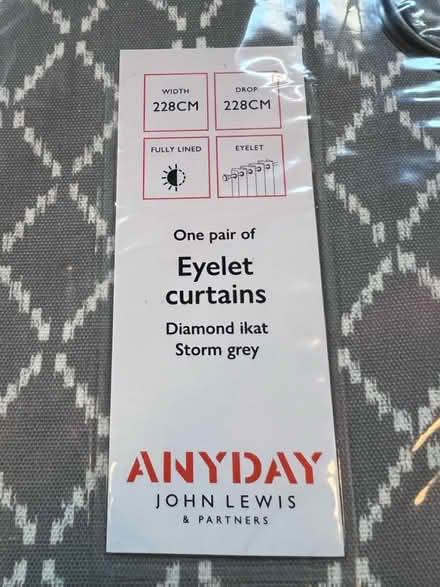 WIDTH
228CM
DROP
228CM
FULLY LINED
EYELET
One pair of
Eyelet
curtains
Diamond ikat
Storm grey
ANYDAY
JOHN LEWIS
& PARTNERS